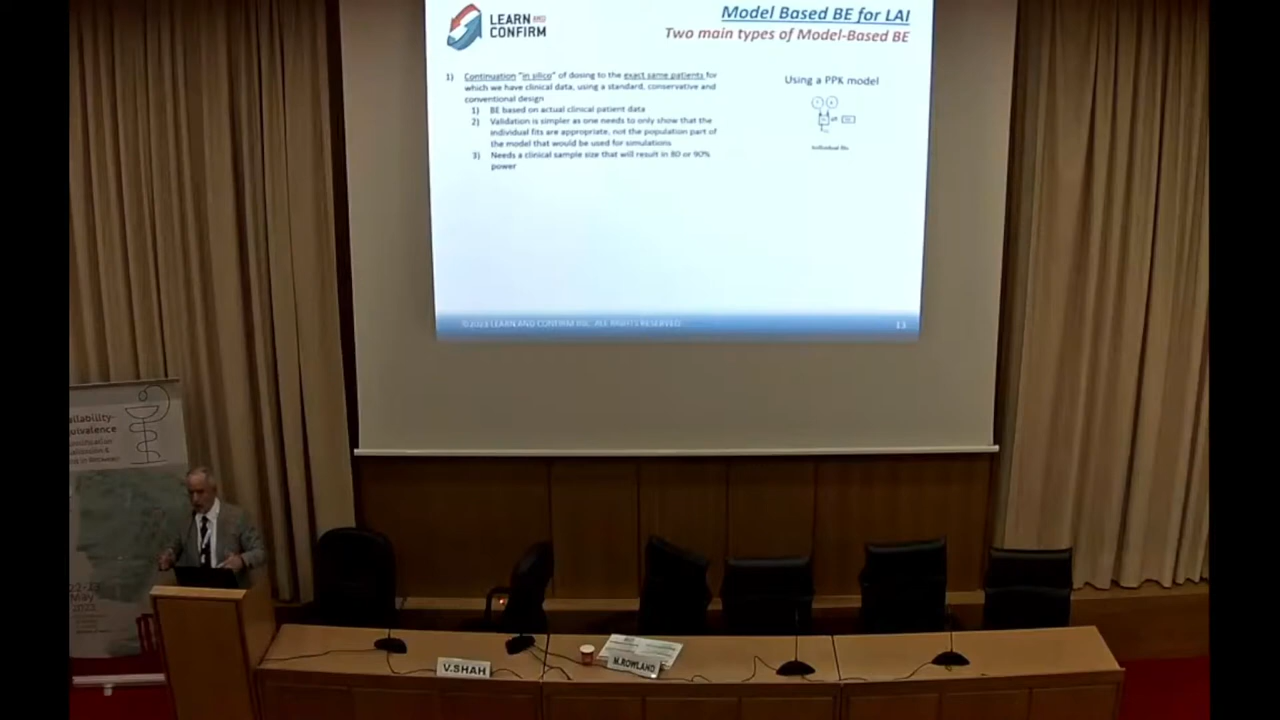 LEARN AND
CONFIRM
Model Based BE for LAI
Two main types of Model-Based BE
1) Continuation "in silico" of dosing to the exact same patients for
which we have clinical data, using a standard, conservative and
conventional design
1) BE based on actual clinical patient data
2) Validation is simpler as one needs to only show that the
individual fits are appropriate, not the population part of
the model that would be used for simulations
3) Needs a clinical sample size that will result in 80 or 90%
power
Using a PPK model
Individual fits
©2023 LEARN AND CONFIRM INC. ALL RIGHTS RESERVED
13
May
V.SHAH
M.ROWLAND